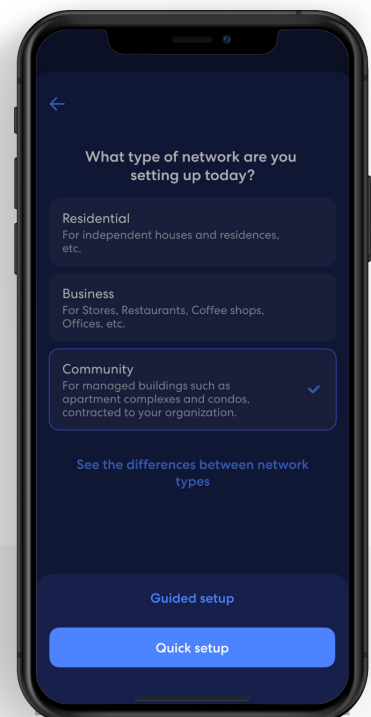 What type of network are you
setting up today?
Residential
For independent houses and residences,
etc.
Business
For Stores, Restaurants, Coffee shops,
Offices, etc.
Community
For managed buildings such as
apartment complexes and condos,
contracted to your organization.
See the differences between network
types
Guided setup
Quick setup